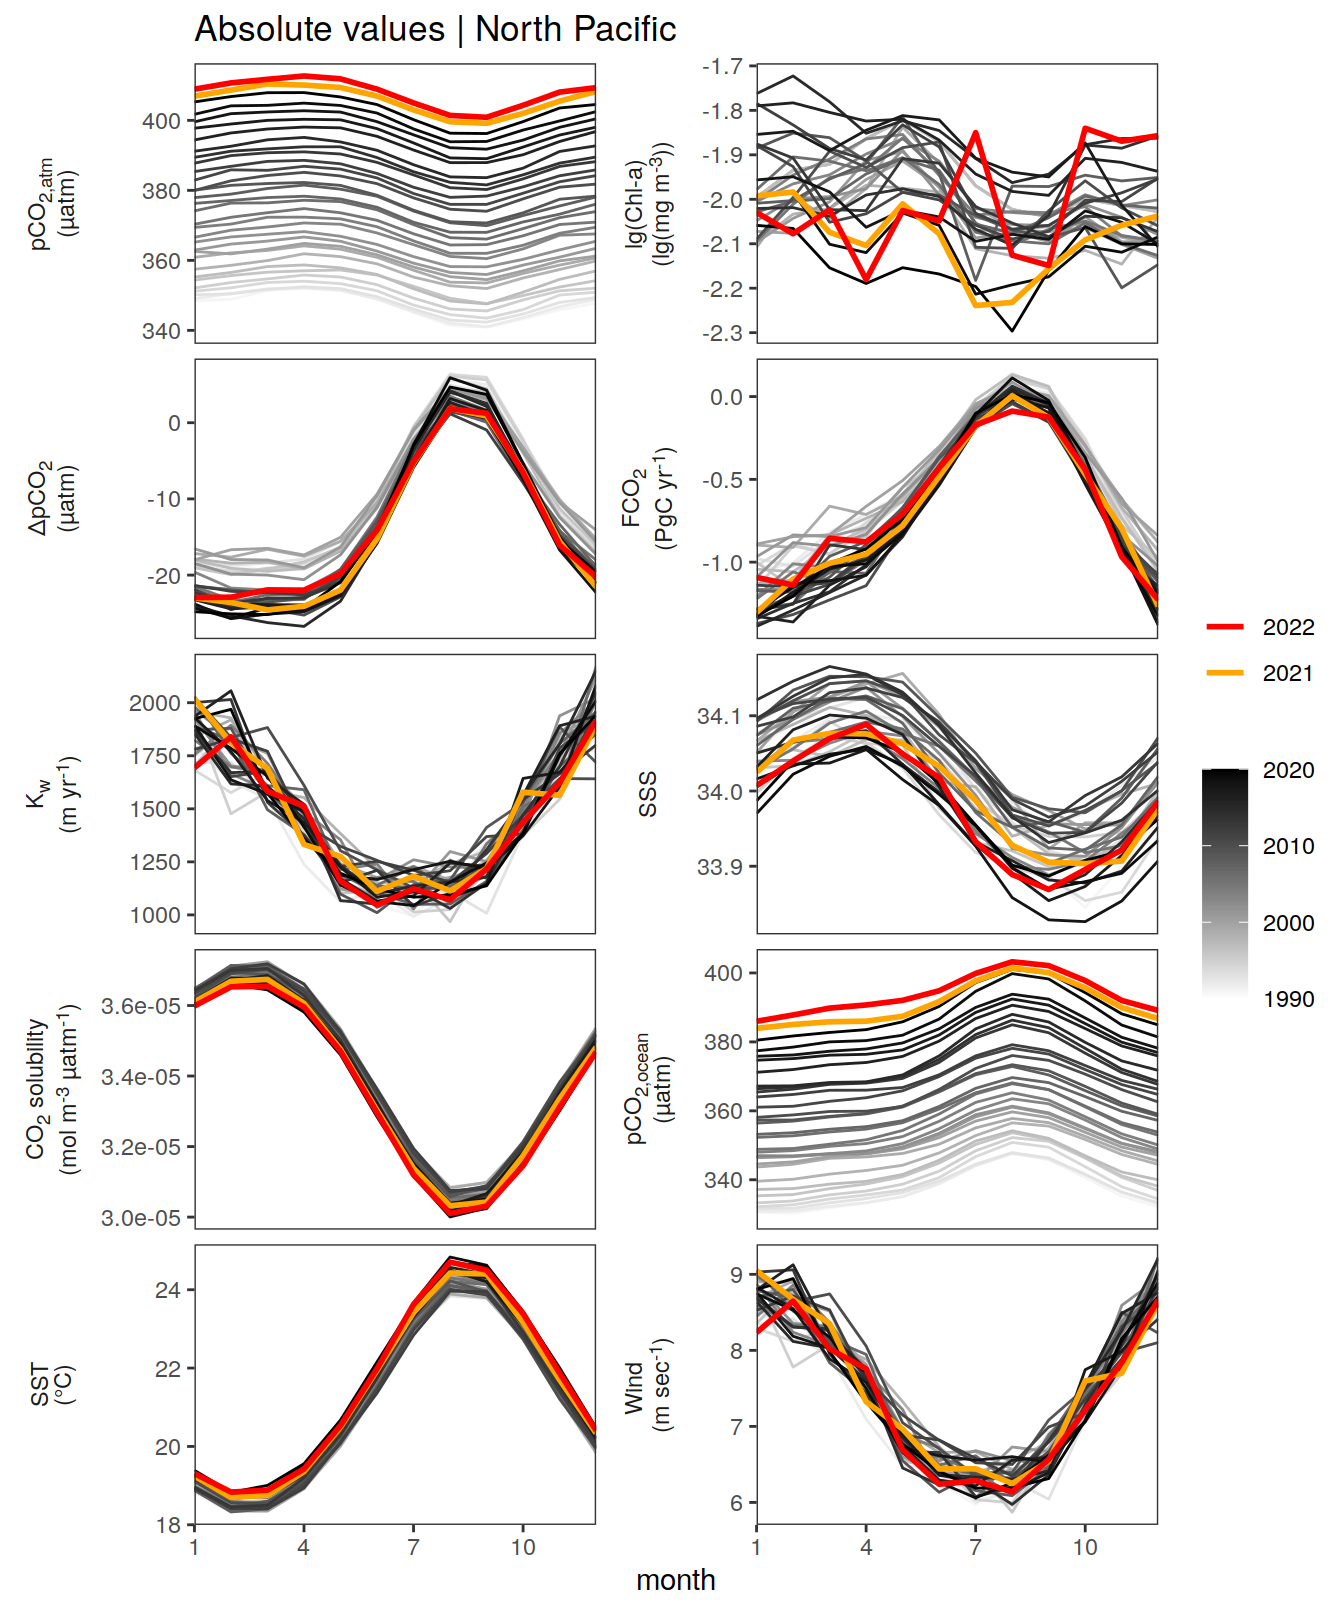 Absolute values | North Pacific
pCO2,atm
(µatm)
400
380
360
340
lg(Chl-a)
(lg(mg m-3))
-1.7
-1.8
-1.9
-2.0
-2.1
-2.2
-2.3
ΔpCO2
(µatm)
0
-10
-20
FCO2
(PgC yr-1)
0.0
-0.5
-1.0
Kw
(m yr-1)
2000
1750
1500
1250
1000
SSS
34.1
34.0
33.9
CO2 solubility
(mol m-3 µatm-1)
3.6e-05
3.4e-05
3.2e-05
3.0e-05
pCO2,ocean
(µatm)
400
380
360
340
SST
(°C)
24
22
20
18
1 4 7 10
Wind
(m sec-1)
9
8
7
6
1 4 7 10
month
2022
2021
2020
2010
2000
1990